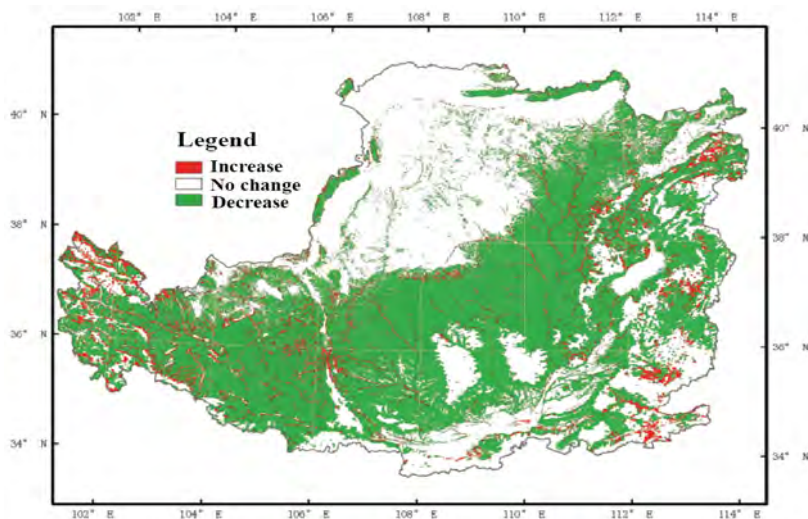 102° E 104° E 106° E 108° E 110° E 112° E 114° E
40° N 40° N
Legend
Increase
No change
Decrease
38° N 38° N
36° N 36° N
34° N 34° N
102° E 104° E 106° E 108° E 110° E 112° E 114° E